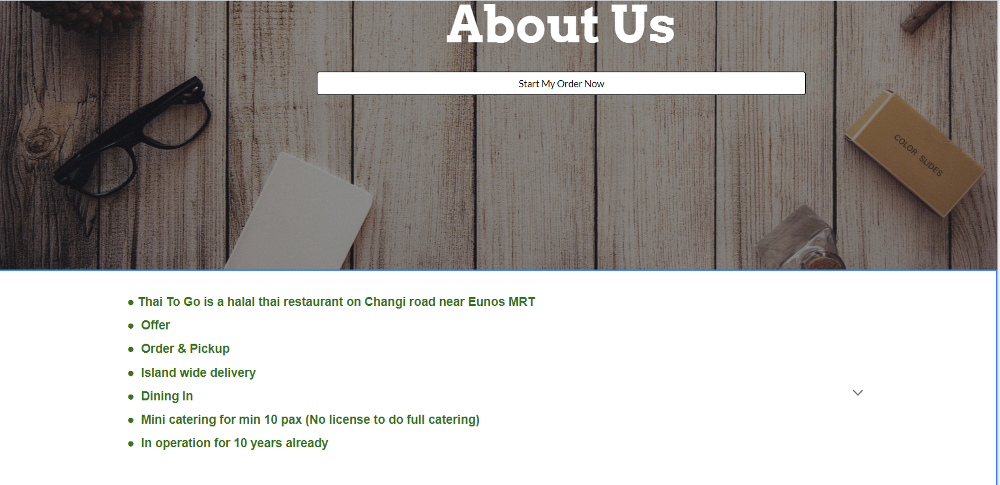 About Us
Start My Order Now
COLOR SLIDES
● Thai To Go is a halal thai restaurant on Changi road near Eunos MRT
● Offer
● Order & Pickup
● Island wide delivery
● Dining In
● Mini catering for min 10 pax (No license to do full catering)
● In operation for 10 years already